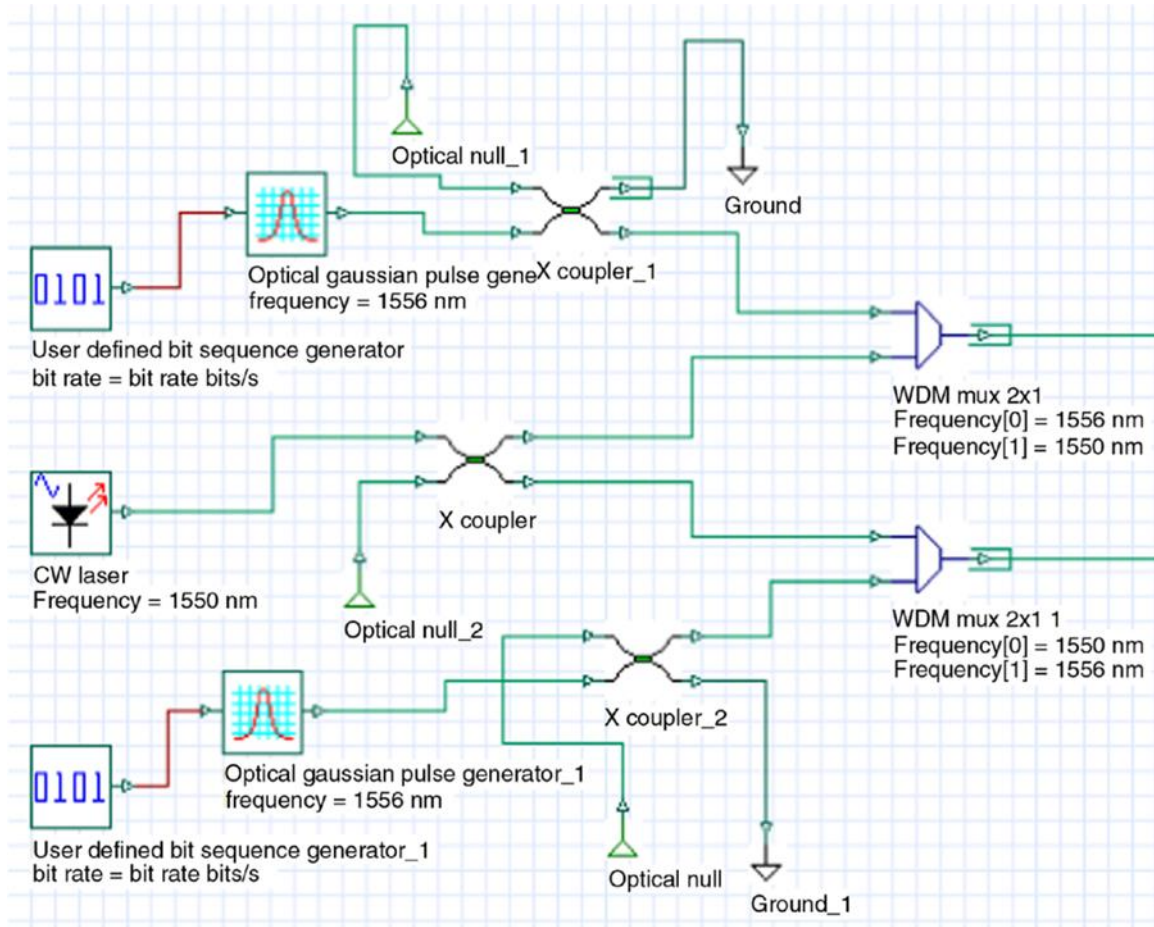 Optical null_1
Ground
Optical gaussian pulse gene
frequency = 1556 nm
X coupler_1
0101
User defined bit sequence generator
bit rate = bit rate bits/s
WDM mux 2x1
Frequency[0] = 1556 nm
Frequency[1] = 1550 nm
X coupler
CW laser
Frequency = 1550 nm
Optical null_2
WDM mux 2x1 1
Frequency[0] = 1550 nm
Frequency[1] = 1556 nm
X coupler_2
Optical gaussian pulse generator_1
frequency = 1556 nm
0101
User defined bit sequence generator_1
bit rate = bit rate bits/s
Optical null
Ground_1